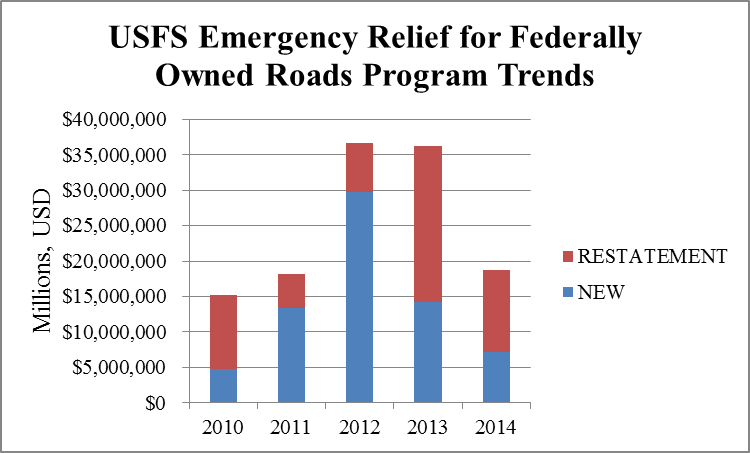 USFS Emergency Relief for Federally
Owned Roads Program Trends
Millions, USD
$40,000,000
$35,000,000
$30,000,000
$25,000,000
$20,000,000
$15,000,000
$10,000,000
$5,000,000
$0
2010 2011 2012 2013 2014
RESTATEMENT
NEW